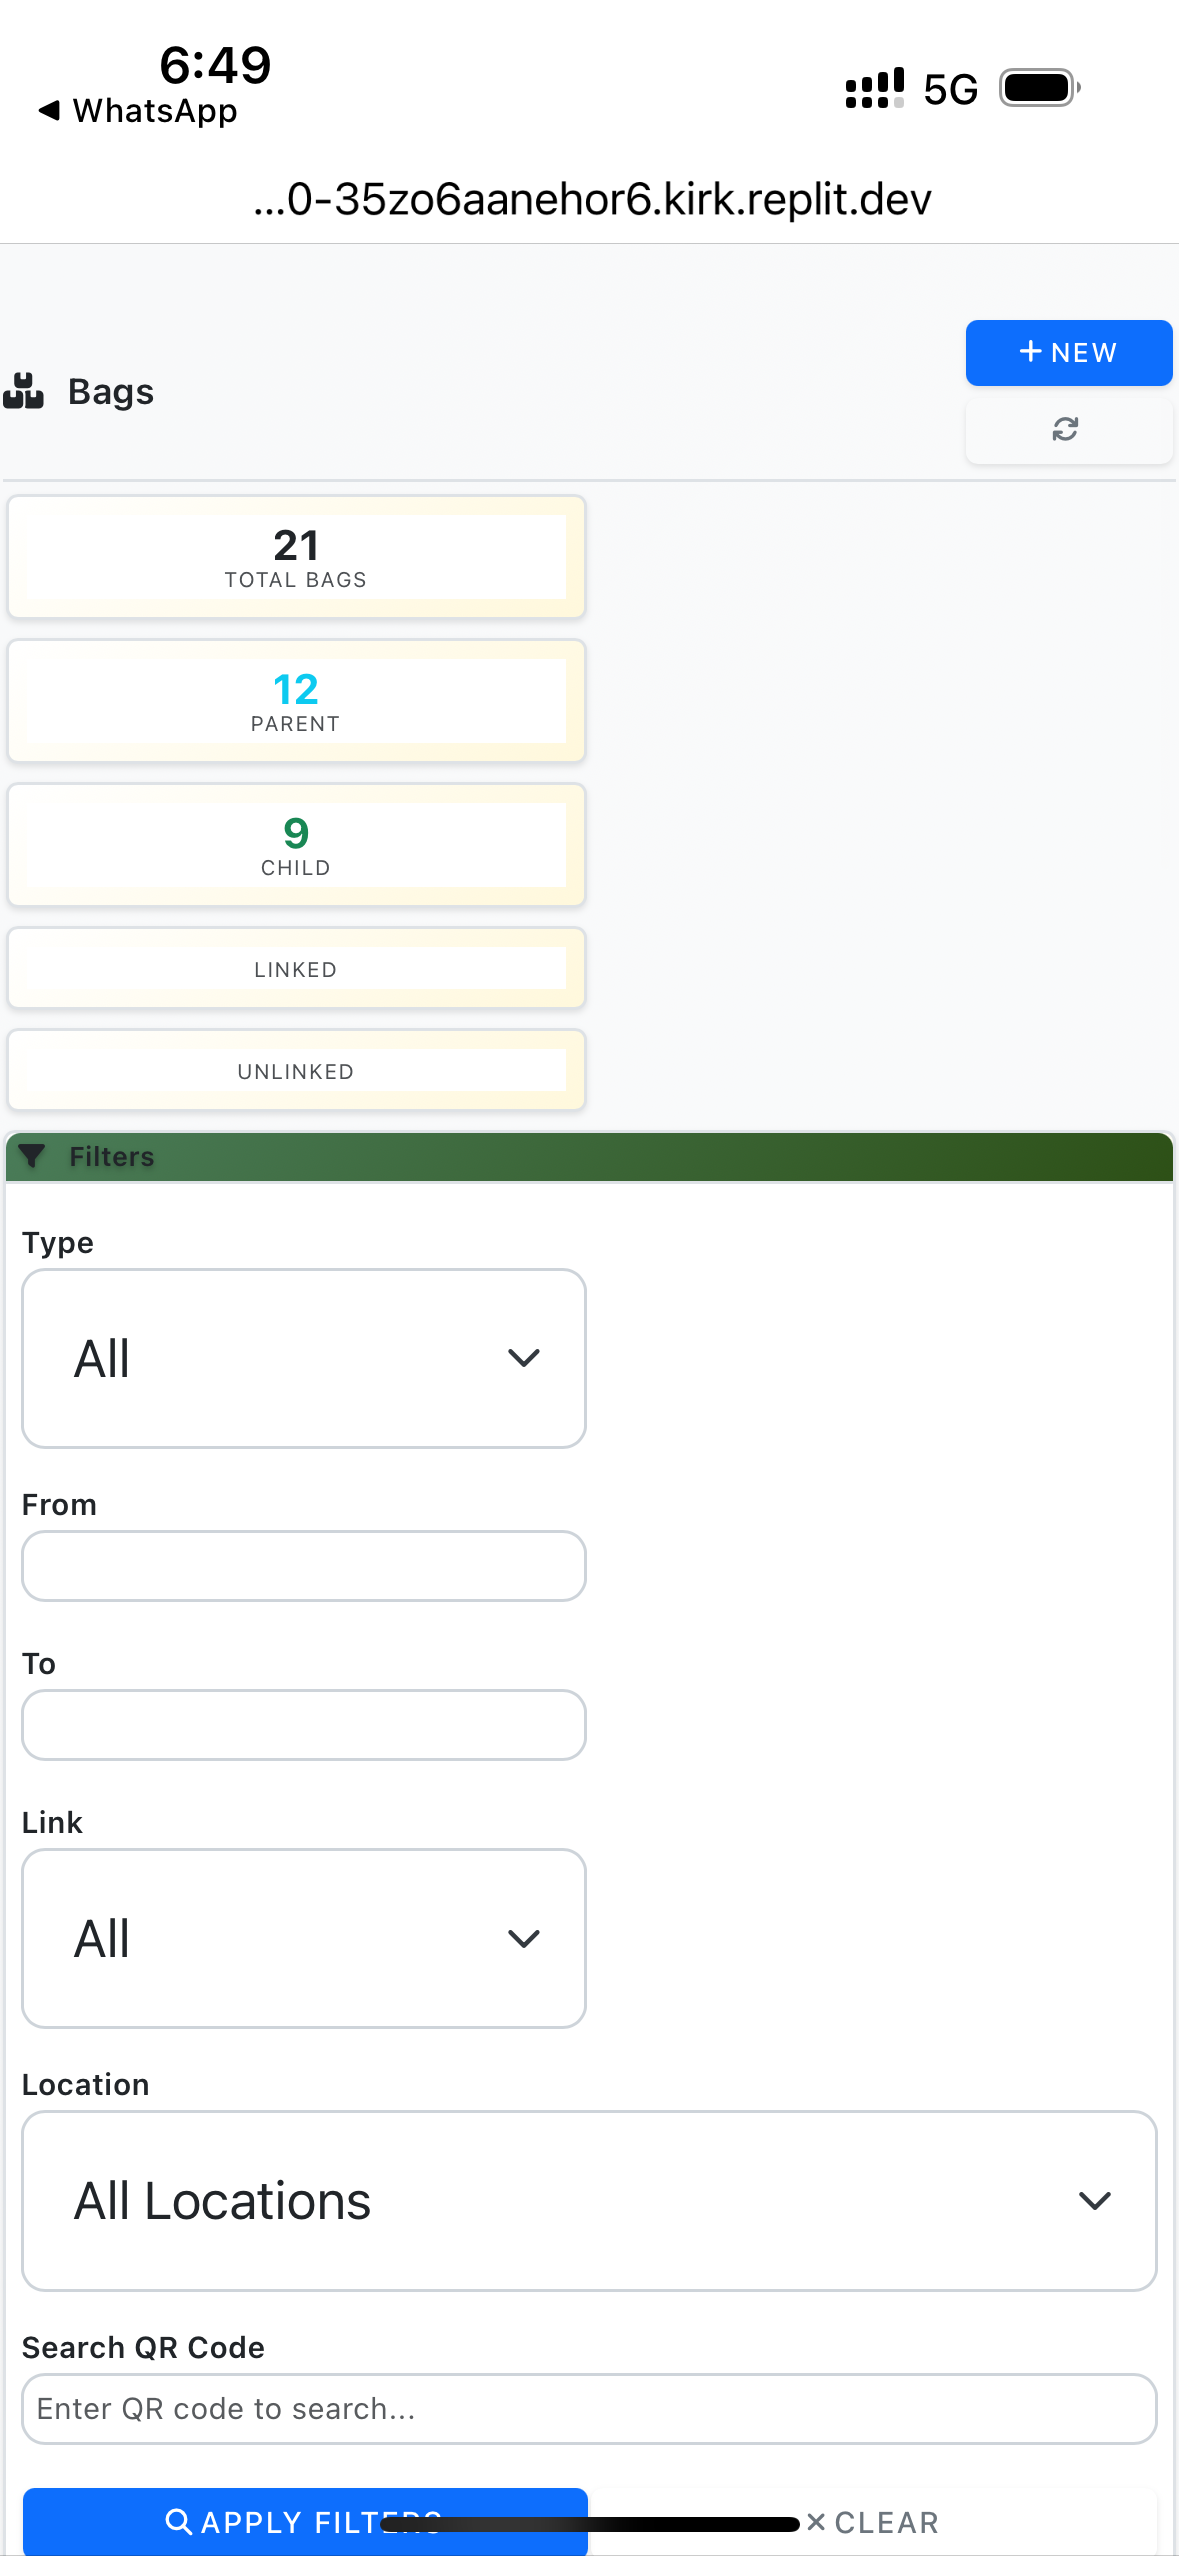 6:49
WhatsApp
5G
...0-35zo6aanehor6.kirk.replit.dev
NEW
Bags
21
TOTAL BAGS
12
PARENT
9
CHILD
LINKED
UNLINKED
Filters
Type
All
From
To
Link
All
Location
All Locations
Search QR Code
Enter QR code to search...
APPLY FILTERS
CLEAR